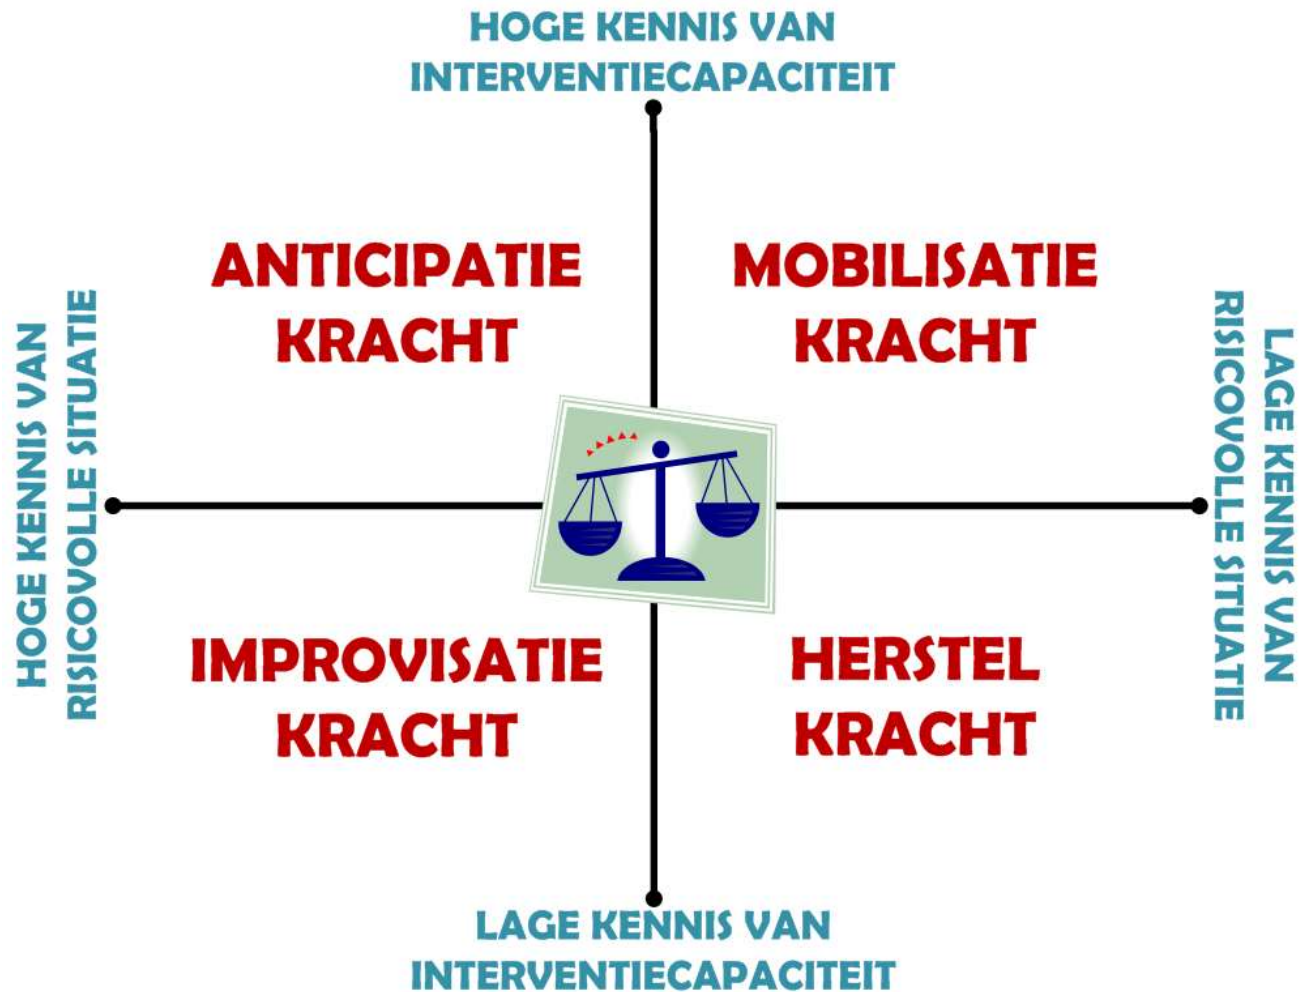 HOGE KENNIS VAN
INTERVENTIECAPACITEIT
ANTICIPATIE
KRACHT
MOBILISATIE
KRACHT
HOGE KENNIS VAN
RISICOVOLLE SITUATIE
LAGE KENNIS VAN
RISICOVOLLE SITUATIE
IMPROVISATIE
KRACHT
HERSTEL
KRACHT
LAGE KENNIS VAN
INTERVENTIECAPACITEIT